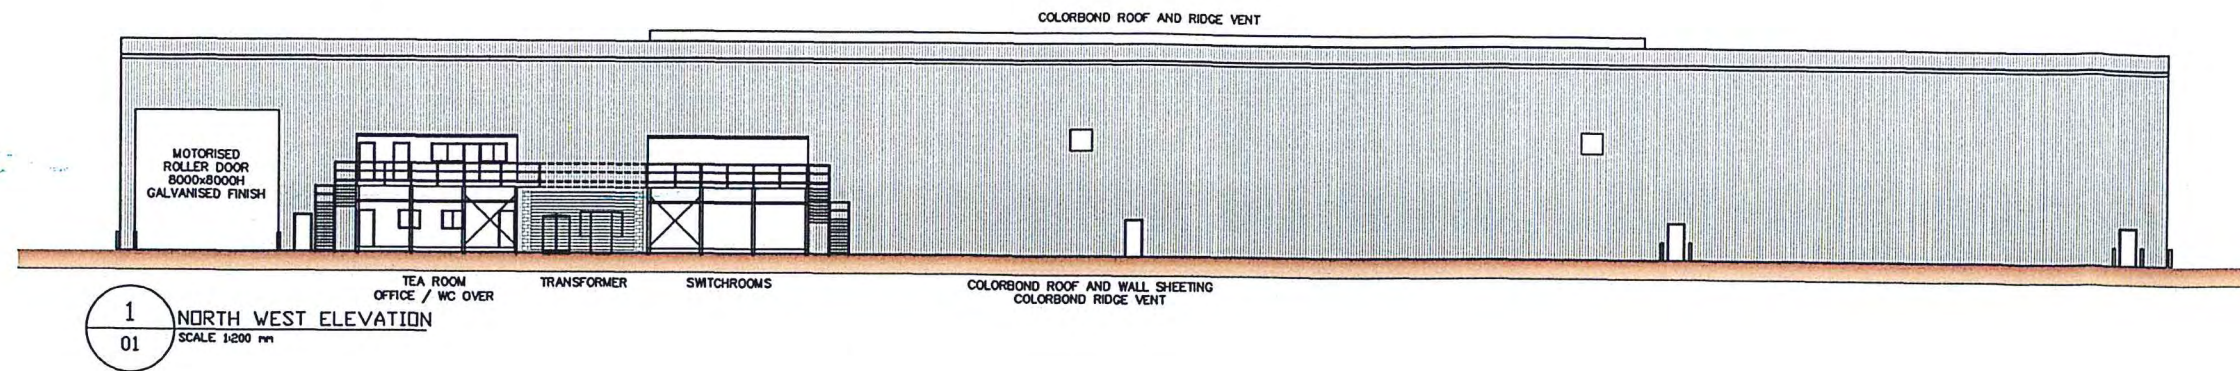 COLORBOND ROOF AND RIDGE VENT
MOTORISED
ROLLER DOOR
8000x8000H
GALVANISED FINISH
TEA ROOM
OFFICE / WC OVER
TRANSFORMER
SWITCHROOMS
COLORBOND ROOF AND WALL SHEETING
COLORBOND RIDGE VENT
1
01
NORTH WEST ELEVATION
SCALE 1:200 mm